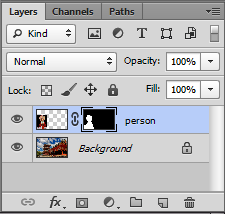 Layers Channels Paths
Kind
Normal Opacity: 100%
Lock: Fill: 100%
person
Background
fx